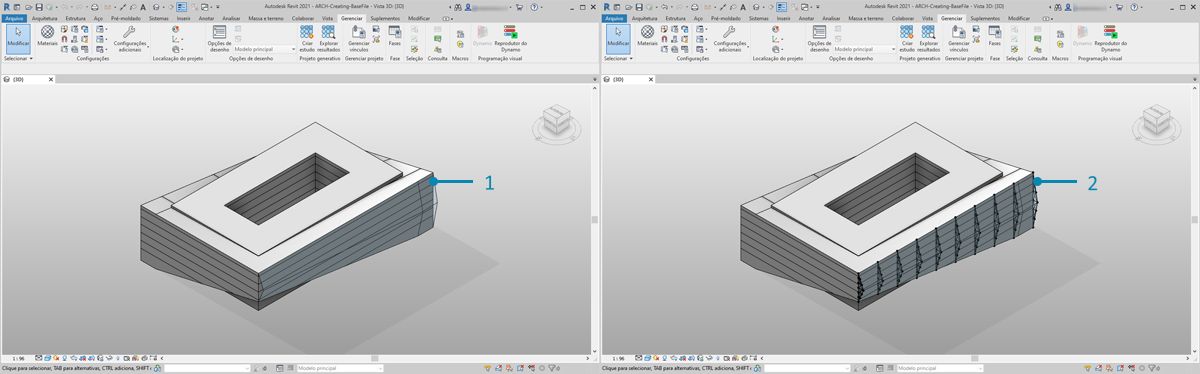 Autodesk Revit 2021 - ARCH-Creating-BaseFile - Vista 3D: {3D}
Arquivo Arquitetura Estrutura Aço Pré-moldado Sistemas Inserir Anotar Analisar Massa e terreno Colaborar Vista Gerenciar Suplementos Modificar
Modificar Materiais Configurações adicionais Opções de desenho Modelo principal Criar estudo Explorar resultados Gerenciar vínculos Fases Dynamo Reprodutor do Dynamo
Selecionar Configurações Localização do projeto Opções de desenho Projeto generativo Gerenciar projeto Fases Seleção Consulta Macros Programação visual
{3D}
1
1 : 96
Clique para selecionar, TAB para alternativas, CTRL adiciona, SHIFT
:0
Modelo principal
:0
Autodesk Revit 2021 - ARCH-Creating-BaseFile - Vista 3D: {3D}
Arquivo Arquitetura Estrutura Aço Pré-moldado Sistemas Inserir Anotar Analisar Massa e terreno Colaborar Vista Gerenciar Suplementos Modificar
Modificar Materiais Configurações adicionais Opções de desenho Modelo principal Criar estudo Explorar resultados Gerenciar vínculos Fases Dynamo Reprodutor do Dynamo
Selecionar Configurações Localização do projeto Opções de desenho Projeto generativo Gerenciar projeto Fases Seleção Consulta Macros Programação visual
{3D}
2
1 : 96
Clique para selecionar, TAB para alternativas, CTRL adiciona, SHIFT
:0
Modelo principal
:0